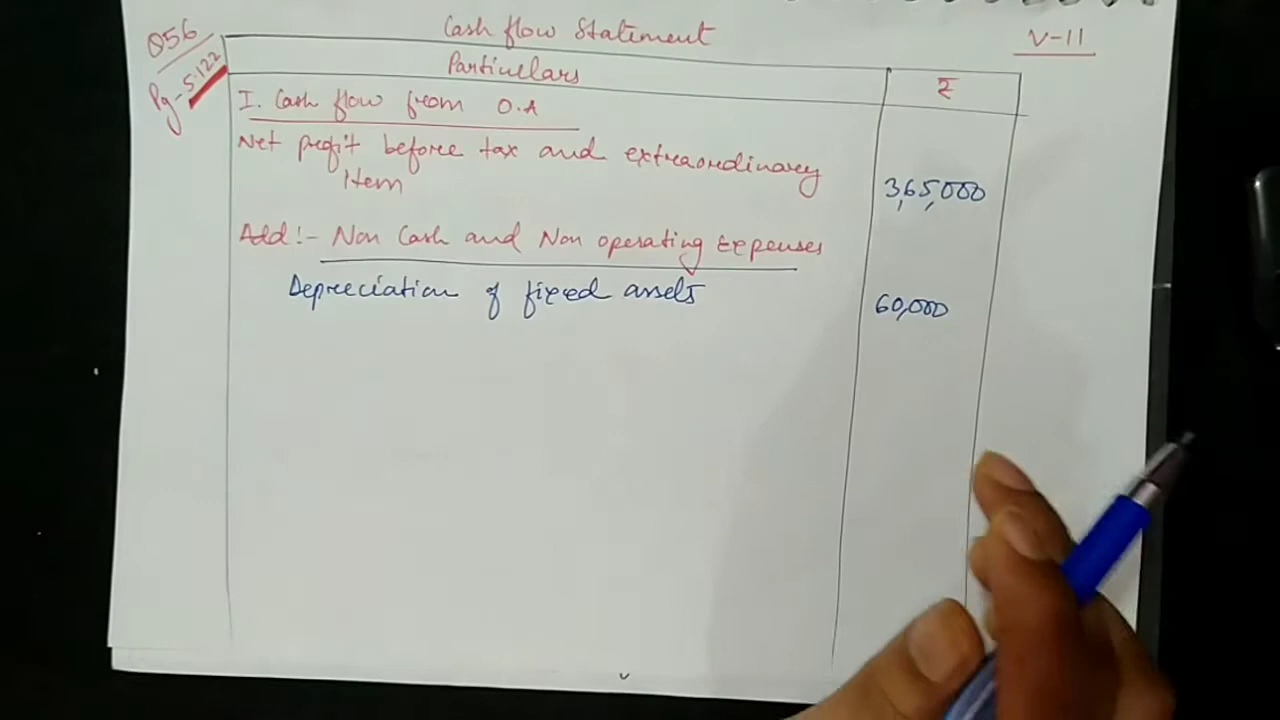 Cash flow Statement
V-11
Q56
Pg-5.122
Particulars
₹
I. Cash flow from O.A
Net profit before tax and extraordinary
Item
3,65,000
Add:- Non Cash and Non operating Expenses
Depreciation of fixed assets
60,000